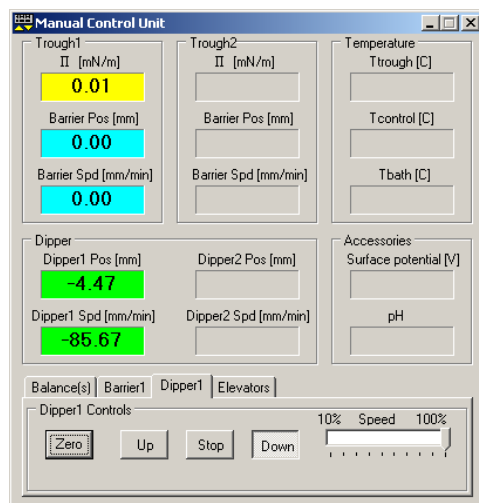 Manual Control Unit
Trough1
Π [mN/m]
0.01
Barrier Pos [mm]
0.00
Barrier Spd [mm/min]
0.00
Trough2
Π [mN/m]
Barrier Pos [mm]
Barrier Spd [mm/min]
Temperature
Ttrough [C]
Tcontrol [C]
Tbath [C]
Dipper
Dipper1 Pos [mm]
-4.47
Dipper1 Spd [mm/min]
-85.67
Dipper2 Pos [mm]
Dipper2 Spd [mm/min]
Accessories
Surface potential [V]
pH
Balance(s) Barrier1 Dipper1 Elevators
Dipper1 Controls
Zero Up Stop Down
10% Speed 100%